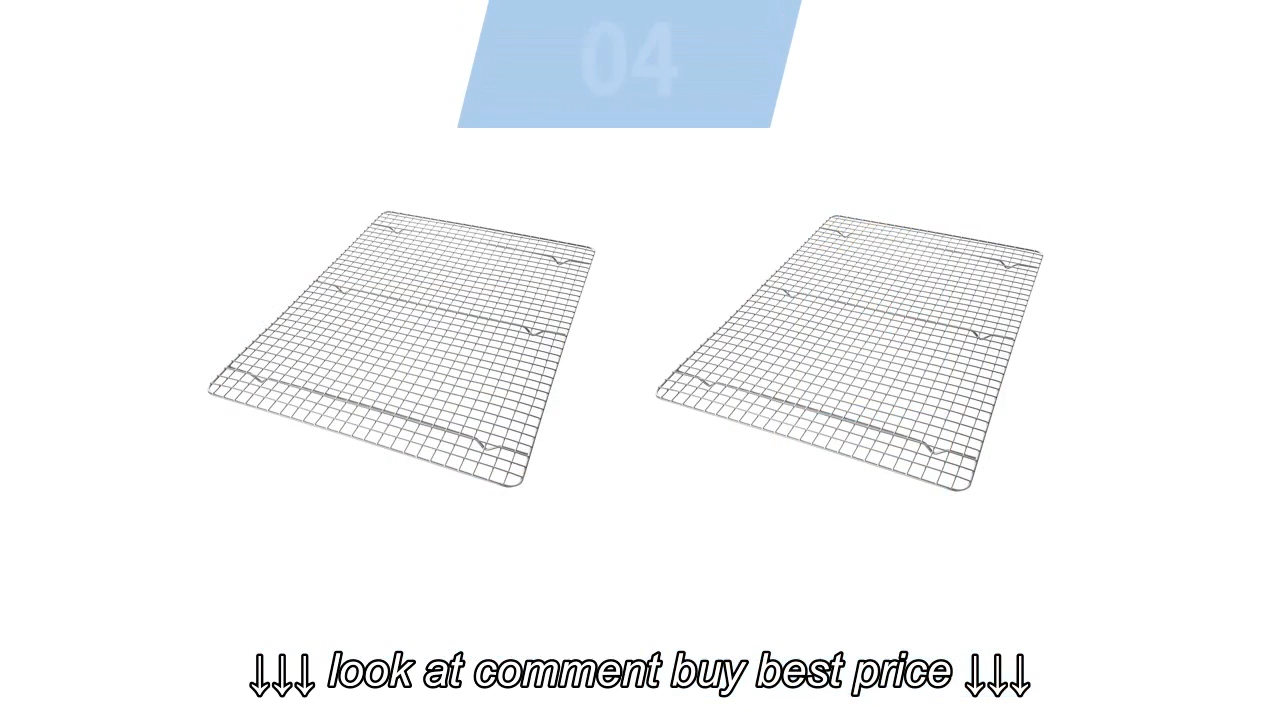 04
↓↓↓ look at comment buy best price ↓↓↓